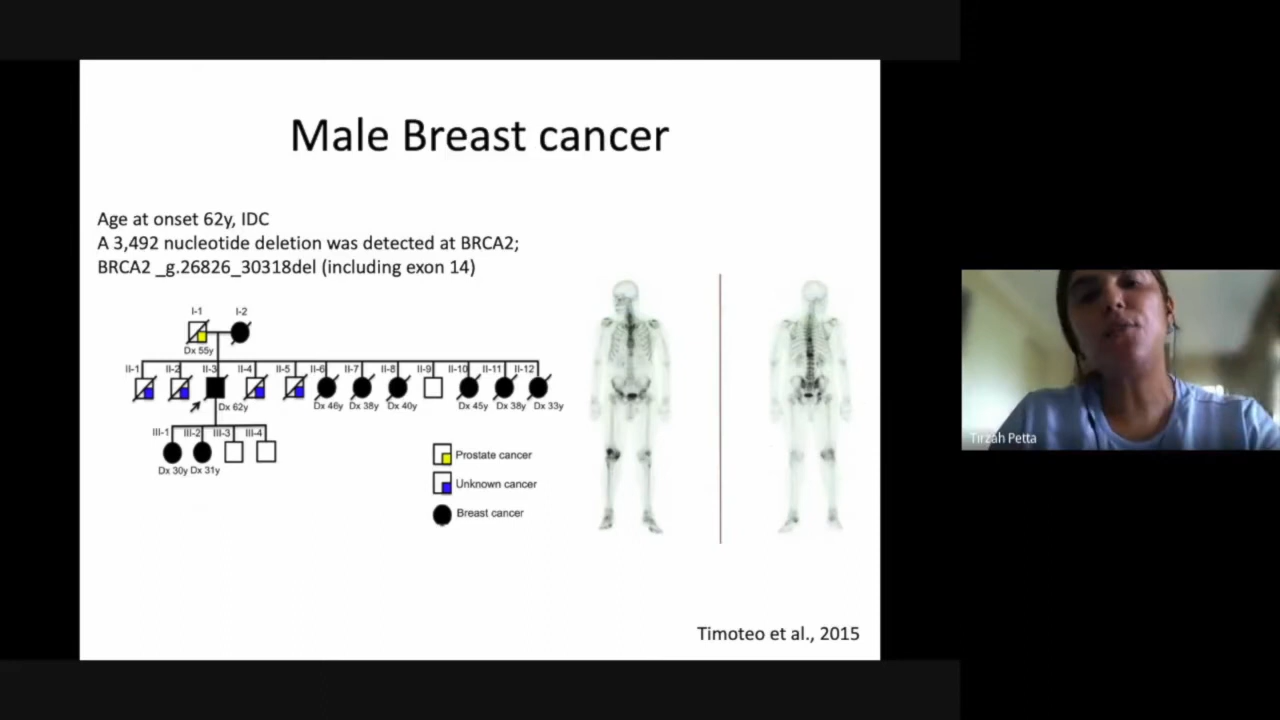 Male Breast cancer
Age at onset 62y, IDC
A 3,492 nucleotide deletion was detected at BRCA2;
BRCA2 _g.26826_30318del (including exon 14)
I-1 I-2
Dx 55y
II-1 II-2 II-3 II-4 II-5 II-6 II-7 II-8 II-9 II-10 II-11 II-12
Dx 62y Dx 46y Dx 38y Dx 40y Dx 45y Dx 38y Dx 33y
III-1 III-2 III-3 III-4
Dx 30y Dx 31y
Prostate cancer
Unknown cancer
Breast cancer
Timoteo et al., 2015
Tirzah Petta